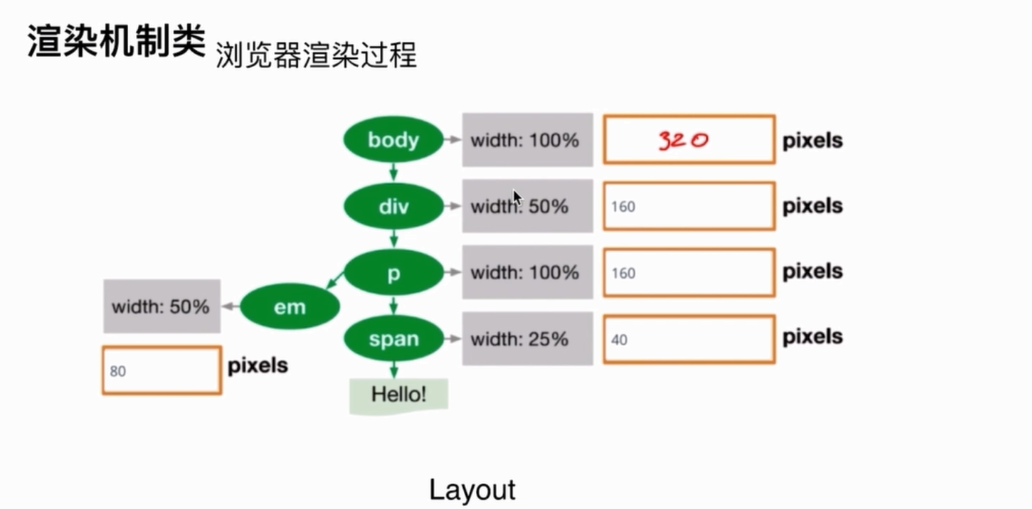 渲染机制类 浏览器渲染过程
body width: 100% 320 pixels
div width: 50% 160 pixels
p width: 100% 160 pixels
width: 50% em
span width: 25% 40 pixels
80 pixels
Hello!
Layout